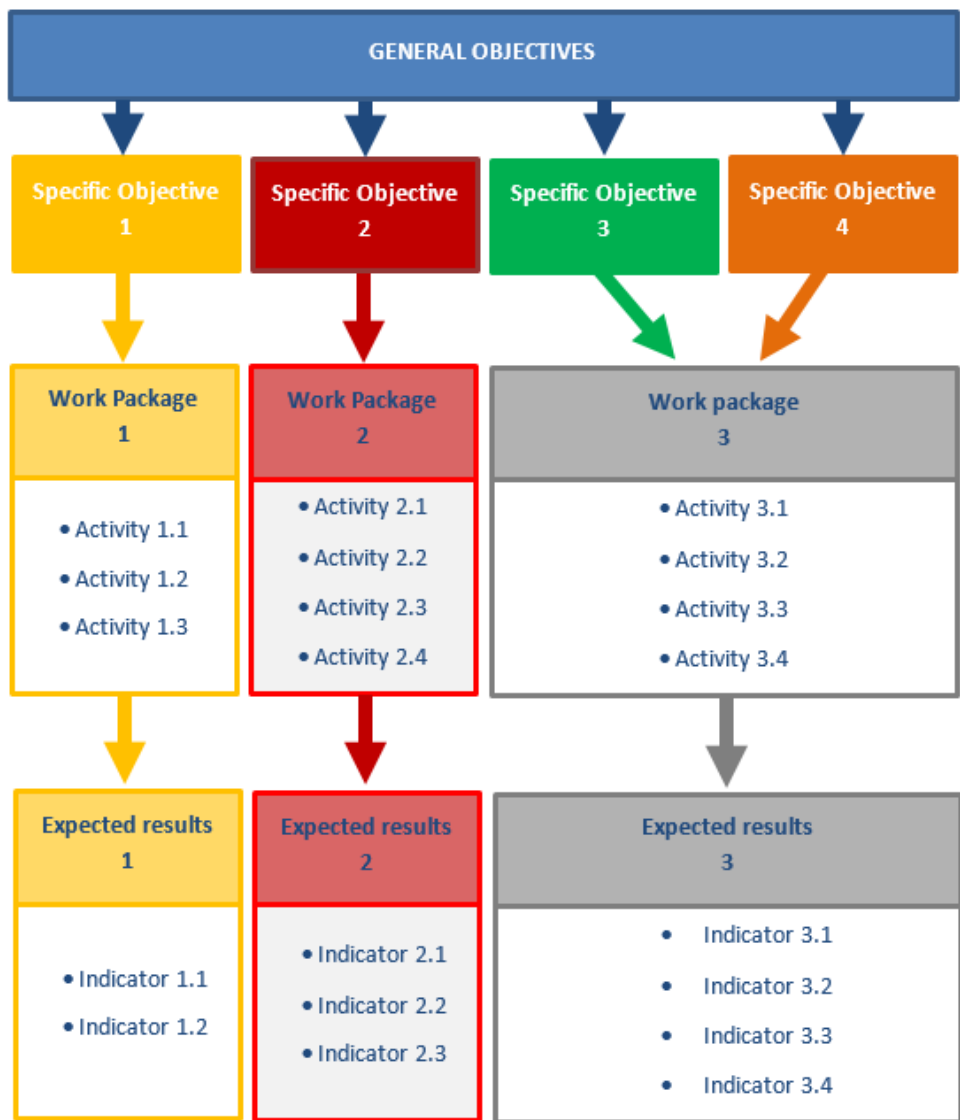 GENERAL OBJECTIVES
Specific Objective
1
Specific Objective
2
Specific Objective
3
Specific Objective
4
Work Package
1
Work Package
2
Work package
3
• Activity 1.1
• Activity 1.2
• Activity 1.3
• Activity 2.1
• Activity 2.2
• Activity 2.3
• Activity 2.4
• Activity 3.1
• Activity 3.2
• Activity 3.3
• Activity 3.4
Expected results
1
Expected results
2
Expected results
3
• Indicator 1.1
• Indicator 1.2
• Indicator 2.1
• Indicator 2.2
• Indicator 2.3
• Indicator 3.1
• Indicator 3.2
• Indicator 3.3
• Indicator 3.4